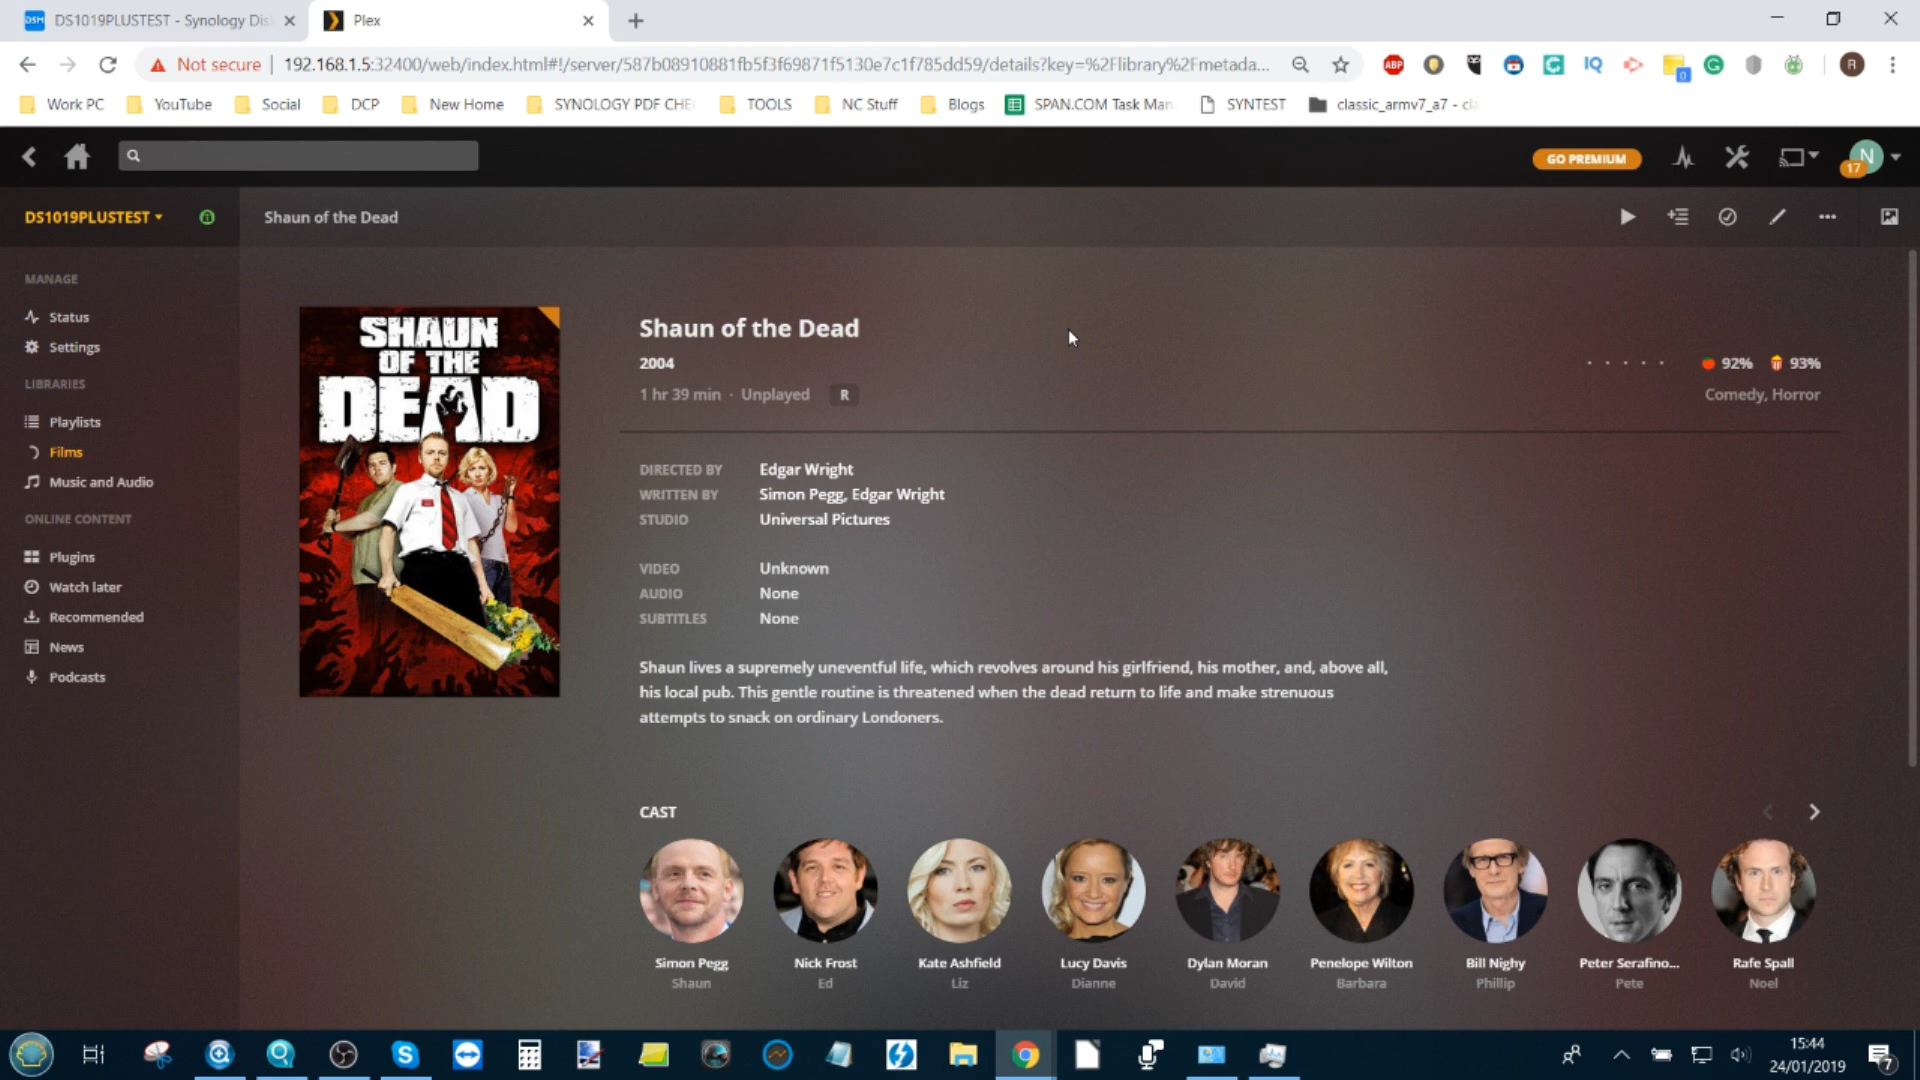 DS1019PLUSTEST - Synology Dis
Plex
Not secure
192.168.1.5:32400/web/index.html#!/server/587b08910881fb5f3f69871f5130e7c1f785dd59/details?key=%2Flibrary%2Fmetada...
ABP
IQ
0
R
Work PC
YouTube
Social
DCP
New Home
SYNOLOGY PDF CHE
TOOLS
NC Stuff
Blogs
SPAN.COM Task Man
SYNTEST
classic_armv7_a7 - cla
GO PREMIUM
N
17
DS1019PLUSTEST
Shaun of the Dead
MANAGE
Status
Settings
LIBRARIES
Playlists
Films
Music and Audio
ONLINE CONTENT
Plugins
Watch later
Recommended
News
Podcasts
SHAUN
OF THE
DEAD
Shaun of the Dead
2004
1 hr 39 min · Unplayed R
92% 93%
Comedy, Horror
DIRECTED BY Edgar Wright
WRITTEN BY Simon Pegg, Edgar Wright
STUDIO Universal Pictures
VIDEO Unknown
AUDIO None
SUBTITLES None
Shaun lives a supremely uneventful life, which revolves around his girlfriend, his mother, and, above all,
his local pub. This gentle routine is threatened when the dead return to life and make strenuous
attempts to snack on ordinary Londoners.
CAST
Simon Pegg
Shaun
Nick Frost
Ed
Kate Ashfield
Liz
Lucy Davis
Dianne
Dylan Moran
David
Penelope Wilton
Barbara
Bill Nighy
Phillip
Peter Serafino...
Pete
Rafe Spall
Noel
15:44
24/01/2019
7